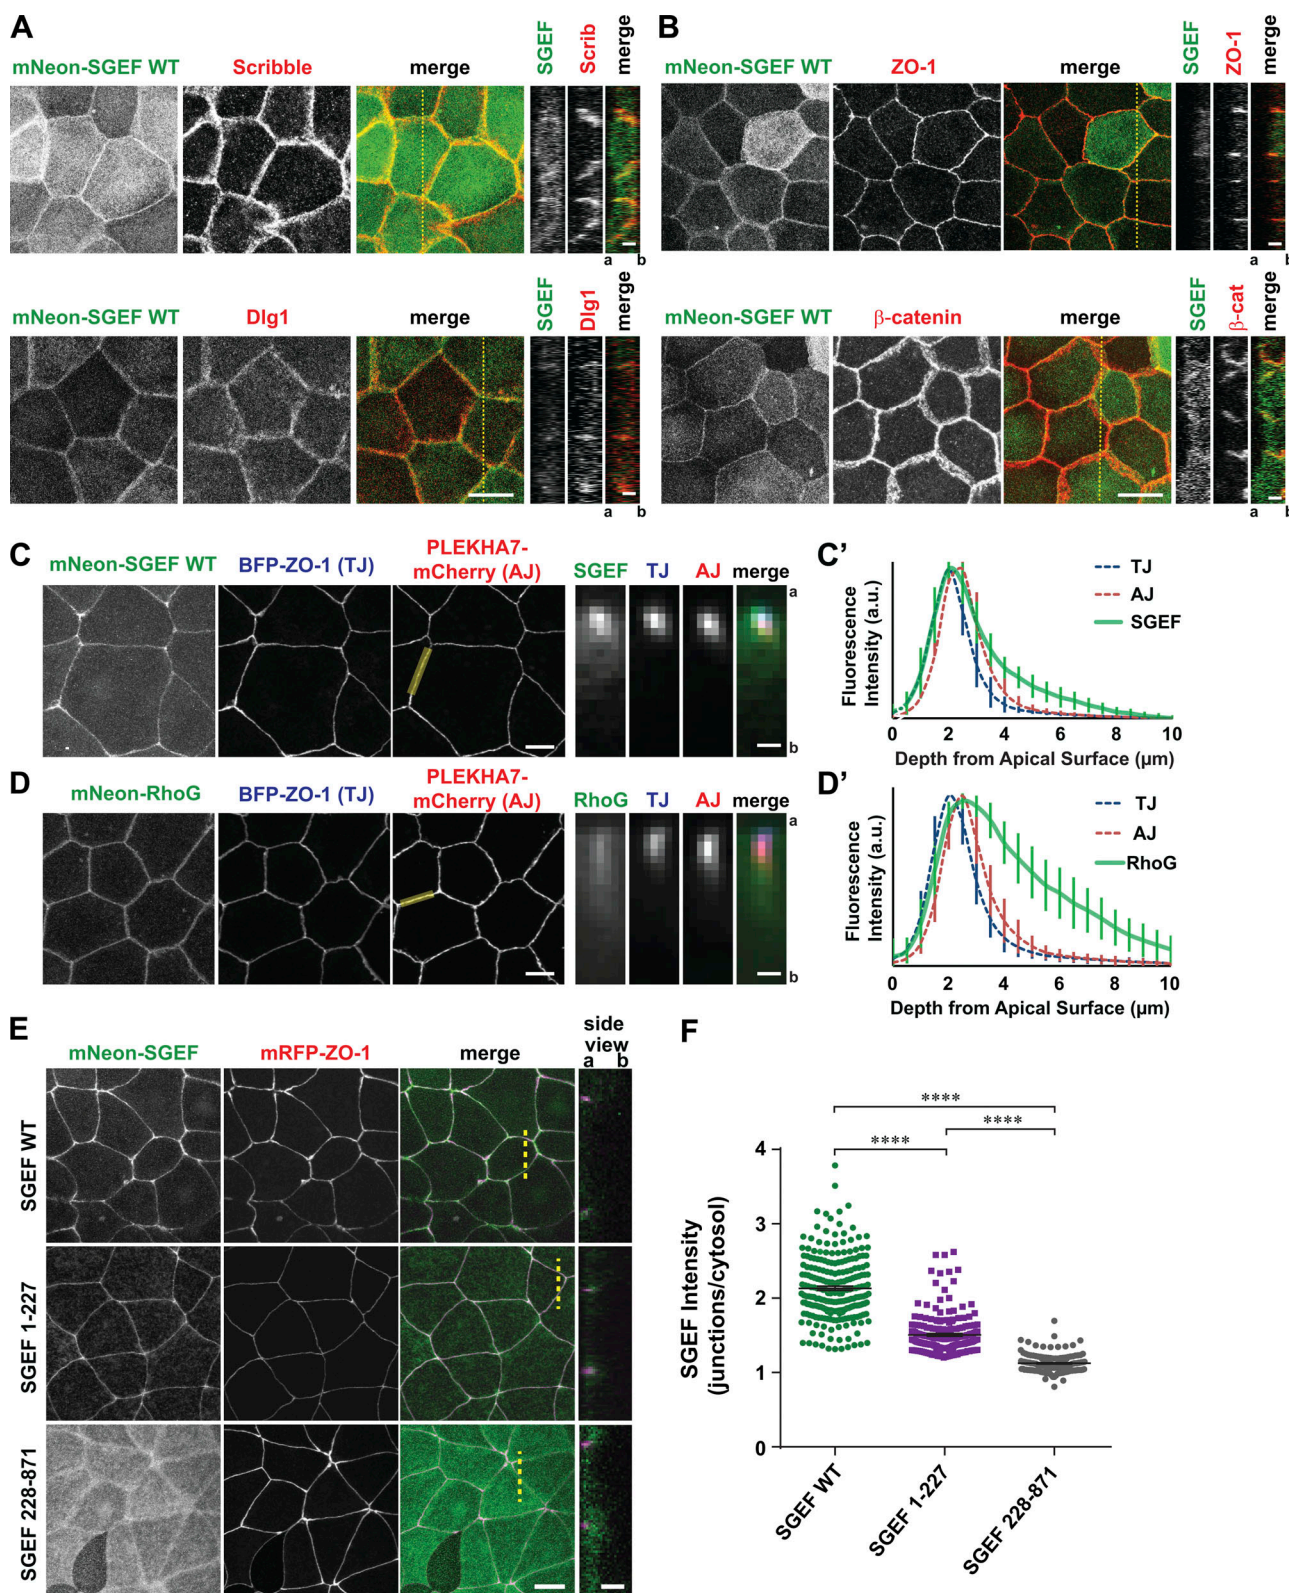 A
mNeon-SGEF WT
Scribble
merge
SGEF
Scrib
merge
a
b
mNeon-SGEF WT
Dlg1
merge
SGEF
Dlg1
merge
a
b
B
mNeon-SGEF WT
ZO-1
merge
SGEF
ZO-1
merge
a
b
mNeon-SGEF WT
β-catenin
merge
SGEF
β-cat
merge
a
b
C
mNeon-SGEF WT
BFP-ZO-1 (TJ)
PLEKHA7-
mCherry (AJ)
SGEF
TJ
AJ
merge
a
b
C'
Fluorescence
Intensity (a.u.)
TJ
AJ
SGEF
0
2
4
6
8
10
Depth from Apical Surface (µm)
D
mNeon-RhoG
BFP-ZO-1 (TJ)
PLEKHA7-
mCherry (AJ)
RhoG
TJ
AJ
merge
a
b
D'
Fluorescence
Intensity (a.u.)
TJ
AJ
RhoG
0
2
4
6
8
10
Depth from Apical Surface (µm)
E
mNeon-SGEF
mRFP-ZO-1
merge
side
view
a
b
SGEF WT
SGEF 1-227
SGEF 228-871
F
SGEF Intensity
(junctions/cytosol)
4
3
2
1
0
****
****
****
SGEF WT
SGEF 1-227
SGEF 228-871